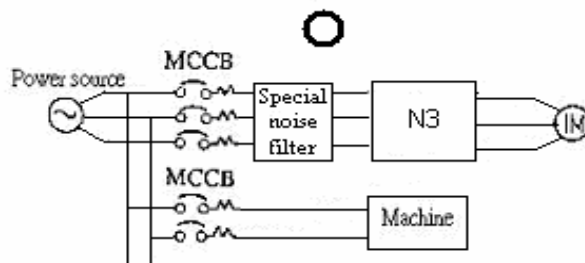 MCCB
Power source
Special
noise
filter
N3
IM
MCCB
Machine